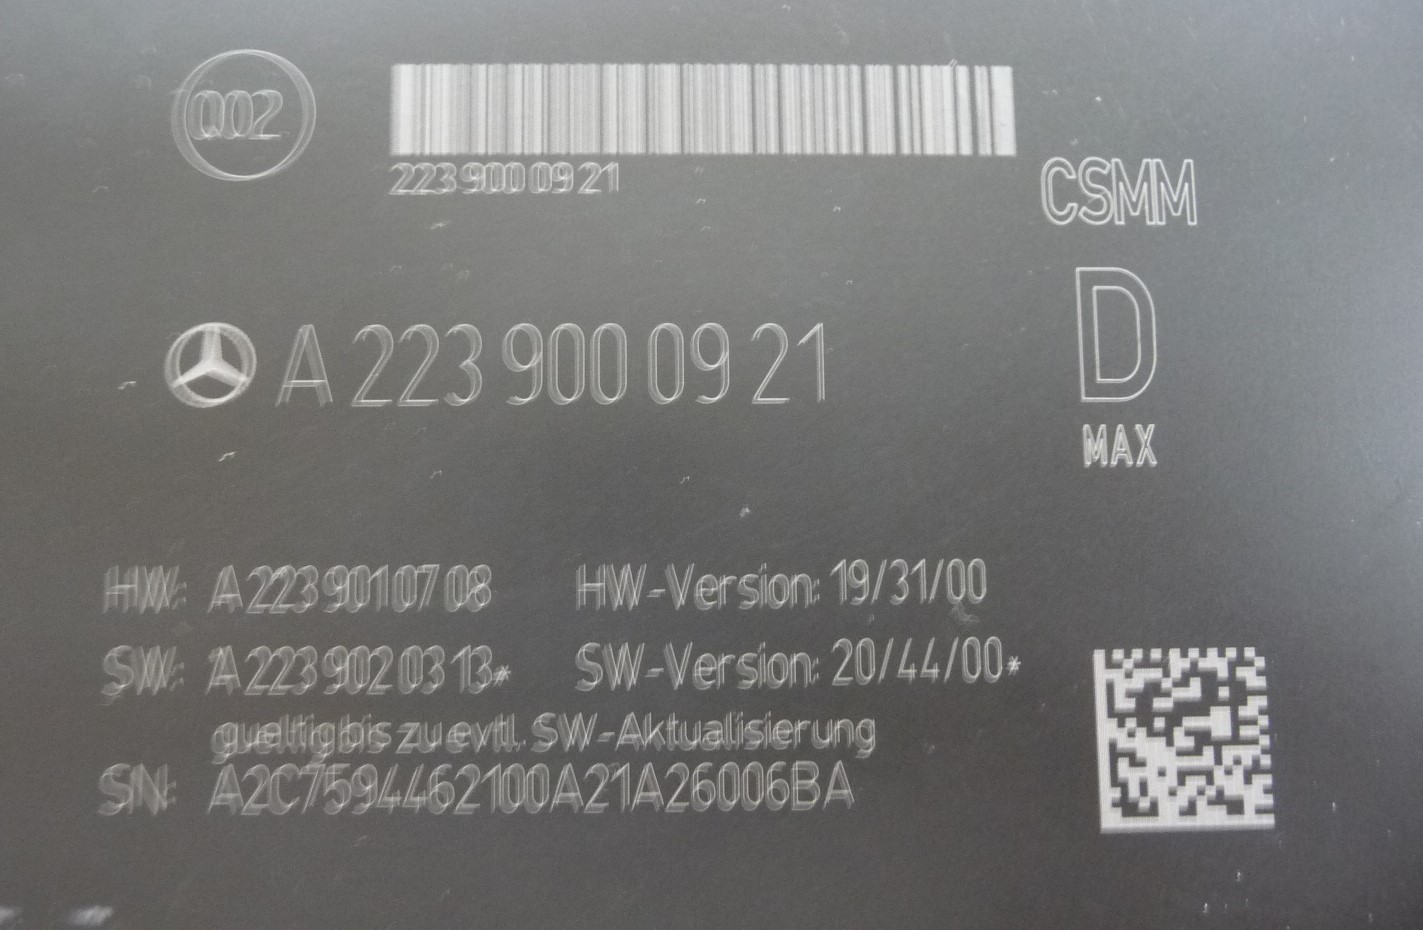 Q02
223 900 09 21
CSMM
A 223 900 09 21
D
MAX
HW: A 223 901 07 08 HW-Version: 19/31/00
SW: A 223 902 03 13* SW-Version: 20/44/00*
gueltig bis zu evtl. SW-Aktualisierung
SN: A2C7594462100A21A26006BA